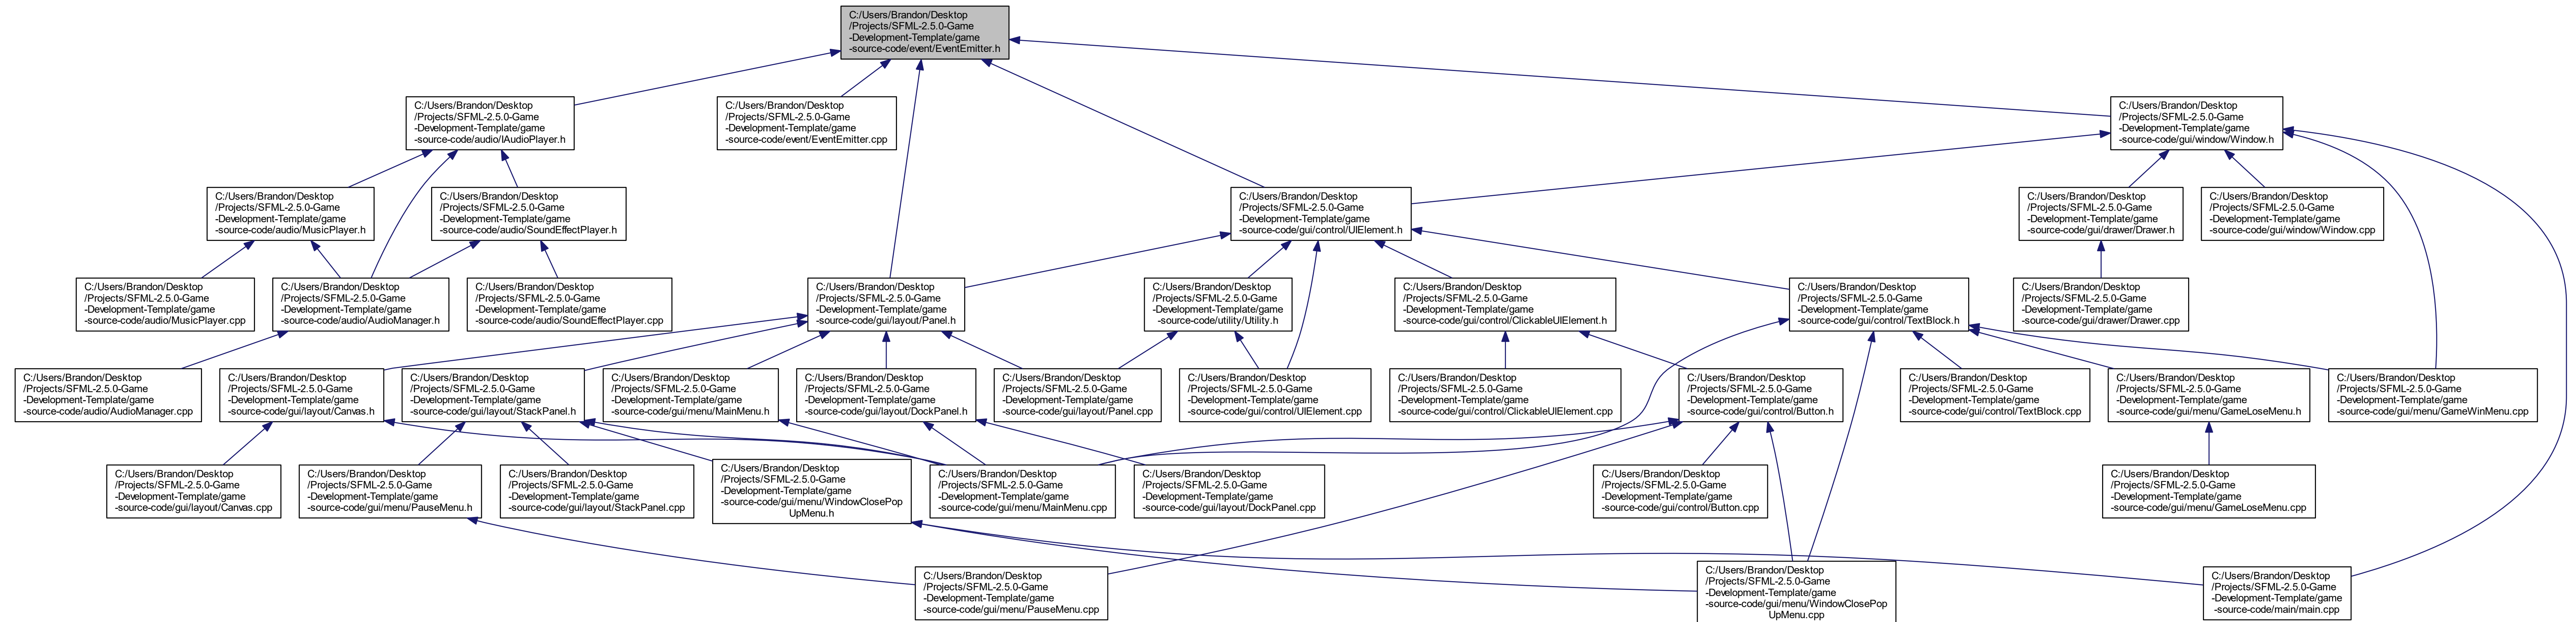 C:/Users/Brandon/Desktop
/Projects/SFML-2.5.0-Game
-Development-Template/game
-source-code/event/EventEmitter.h
C:/Users/Brandon/Desktop
/Projects/SFML-2.5.0-Game
-Development-Template/game
-source-code/audio/IAudioPlayer.h
C:/Users/Brandon/Desktop
/Projects/SFML-2.5.0-Game
-Development-Template/game
-source-code/event/EventEmitter.cpp
C:/Users/Brandon/Desktop
/Projects/SFML-2.5.0-Game
-Development-Template/game
-source-code/gui/window/Window.h
C:/Users/Brandon/Desktop
/Projects/SFML-2.5.0-Game
-Development-Template/game
-source-code/audio/MusicPlayer.h
C:/Users/Brandon/Desktop
/Projects/SFML-2.5.0-Game
-Development-Template/game
-source-code/audio/SoundEffectPlayer.h
C:/Users/Brandon/Desktop
/Projects/SFML-2.5.0-Game
-Development-Template/game
-source-code/gui/control/UIElement.h
C:/Users/Brandon/Desktop
/Projects/SFML-2.5.0-Game
-Development-Template/game
-source-code/gui/drawer/Drawer.h
C:/Users/Brandon/Desktop
/Projects/SFML-2.5.0-Game
-Development-Template/game
-source-code/gui/window/Window.cpp
C:/Users/Brandon/Desktop
/Projects/SFML-2.5.0-Game
-Development-Template/game
-source-code/audio/MusicPlayer.cpp
C:/Users/Brandon/Desktop
/Projects/SFML-2.5.0-Game
-Development-Template/game
-source-code/audio/AudioManager.h
C:/Users/Brandon/Desktop
/Projects/SFML-2.5.0-Game
-Development-Template/game
-source-code/audio/SoundEffectPlayer.cpp
C:/Users/Brandon/Desktop
/Projects/SFML-2.5.0-Game
-Development-Template/game
-source-code/gui/layout/Panel.h
C:/Users/Brandon/Desktop
/Projects/SFML-2.5.0-Game
-Development-Template/game
-source-code/utility/Utility.h
C:/Users/Brandon/Desktop
/Projects/SFML-2.5.0-Game
-Development-Template/game
-source-code/gui/control/ClickableUIElement.h
C:/Users/Brandon/Desktop
/Projects/SFML-2.5.0-Game
-Development-Template/game
-source-code/gui/control/TextBlock.h
C:/Users/Brandon/Desktop
/Projects/SFML-2.5.0-Game
-Development-Template/game
-source-code/gui/drawer/Drawer.cpp
C:/Users/Brandon/Desktop
/Projects/SFML-2.5.0-Game
-Development-Template/game
-source-code/audio/AudioManager.cpp
C:/Users/Brandon/Desktop
/Projects/SFML-2.5.0-Game
-Development-Template/game
-source-code/gui/layout/Canvas.h
C:/Users/Brandon/Desktop
/Projects/SFML-2.5.0-Game
-Development-Template/game
-source-code/gui/layout/StackPanel.h
C:/Users/Brandon/Desktop
/Projects/SFML-2.5.0-Game
-Development-Template/game
-source-code/gui/menu/MainMenu.h
C:/Users/Brandon/Desktop
/Projects/SFML-2.5.0-Game
-Development-Template/game
-source-code/gui/layout/DockPanel.h
C:/Users/Brandon/Desktop
/Projects/SFML-2.5.0-Game
-Development-Template/game
-source-code/gui/layout/Panel.cpp
C:/Users/Brandon/Desktop
/Projects/SFML-2.5.0-Game
-Development-Template/game
-source-code/gui/control/UIElement.cpp
C:/Users/Brandon/Desktop
/Projects/SFML-2.5.0-Game
-Development-Template/game
-source-code/gui/control/ClickableUIElement.cpp
C:/Users/Brandon/Desktop
/Projects/SFML-2.5.0-Game
-Development-Template/game
-source-code/gui/control/Button.h
C:/Users/Brandon/Desktop
/Projects/SFML-2.5.0-Game
-Development-Template/game
-source-code/gui/control/TextBlock.cpp
C:/Users/Brandon/Desktop
/Projects/SFML-2.5.0-Game
-Development-Template/game
-source-code/gui/menu/GameLoseMenu.h
C:/Users/Brandon/Desktop
/Projects/SFML-2.5.0-Game
-Development-Template/game
-source-code/gui/menu/GameWinMenu.cpp
C:/Users/Brandon/Desktop
/Projects/SFML-2.5.0-Game
-Development-Template/game
-source-code/gui/layout/Canvas.cpp
C:/Users/Brandon/Desktop
/Projects/SFML-2.5.0-Game
-Development-Template/game
-source-code/gui/menu/PauseMenu.h
C:/Users/Brandon/Desktop
/Projects/SFML-2.5.0-Game
-Development-Template/game
-source-code/gui/layout/StackPanel.cpp
C:/Users/Brandon/Desktop
/Projects/SFML-2.5.0-Game
-Development-Template/game
-source-code/gui/menu/WindowClosePop
UpMenu.h
C:/Users/Brandon/Desktop
/Projects/SFML-2.5.0-Game
-Development-Template/game
-source-code/gui/menu/MainMenu.cpp
C:/Users/Brandon/Desktop
/Projects/SFML-2.5.0-Game
-Development-Template/game
-source-code/gui/layout/DockPanel.cpp
C:/Users/Brandon/Desktop
/Projects/SFML-2.5.0-Game
-Development-Template/game
-source-code/gui/control/Button.cpp
C:/Users/Brandon/Desktop
/Projects/SFML-2.5.0-Game
-Development-Template/game
-source-code/gui/menu/GameLoseMenu.cpp
C:/Users/Brandon/Desktop
/Projects/SFML-2.5.0-Game
-Development-Template/game
-source-code/gui/menu/PauseMenu.cpp
C:/Users/Brandon/Desktop
/Projects/SFML-2.5.0-Game
-Development-Template/game
-source-code/gui/menu/WindowClosePop
UpMenu.cpp
C:/Users/Brandon/Desktop
/Projects/SFML-2.5.0-Game
-Development-Template/game
-source-code/main/main.cpp